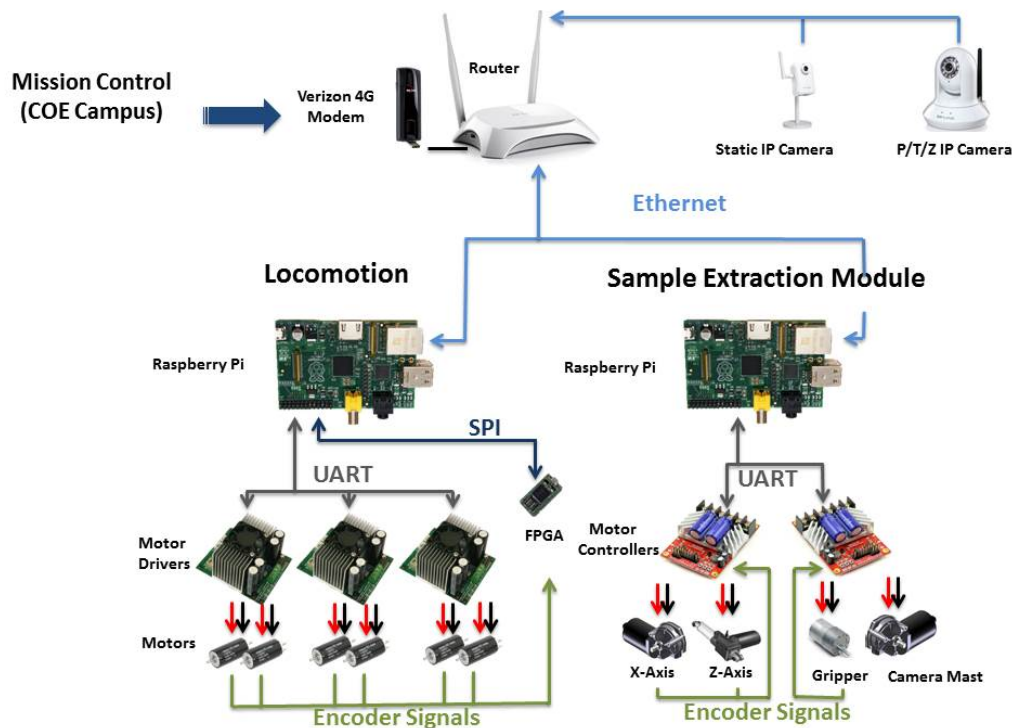 Mission Control
(COE Campus)
Verizon 4G
Modem
Router
Static IP Camera
P/T/Z IP Camera
Ethernet
Locomotion
Sample Extraction Module
Raspberry Pi
Raspberry Pi
SPI
UART
UART
FPGA
Motor
Drivers
Motor
Controllers
Motors
X-Axis
Z-Axis
Gripper
Camera Mast
Encoder Signals
Encoder Signals